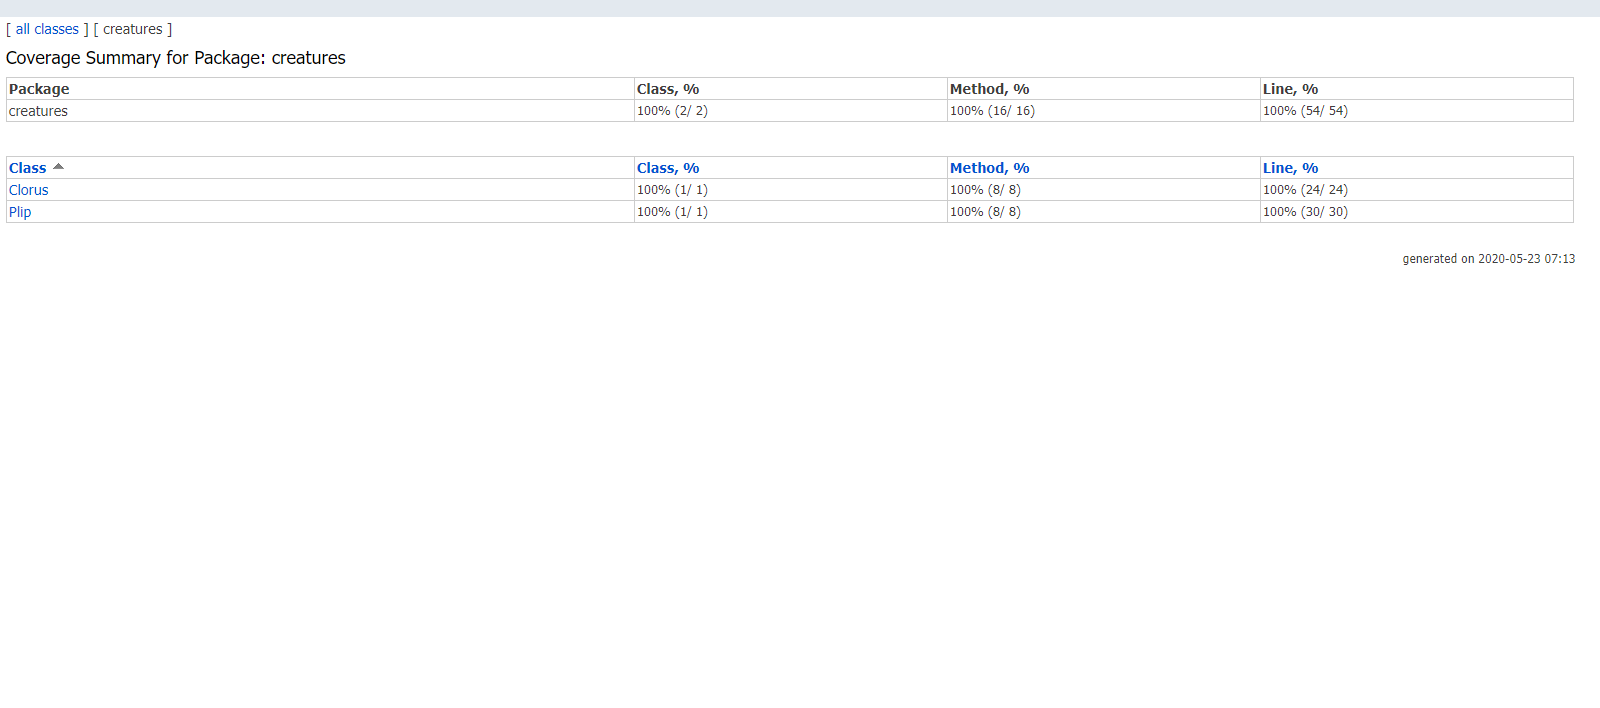 [ all classes ] [ creatures ]
Coverage Summary for Package: creatures
Package Class, % Method, % Line, %
creatures 100% (2/ 2) 100% (16/ 16) 100% (54/ 54)
Class Class, % Method, % Line, %
Clorus 100% (1/ 1) 100% (8/ 8) 100% (24/ 24)
Plip 100% (1/ 1) 100% (8/ 8) 100% (30/ 30)
generated on 2020-05-23 07:13